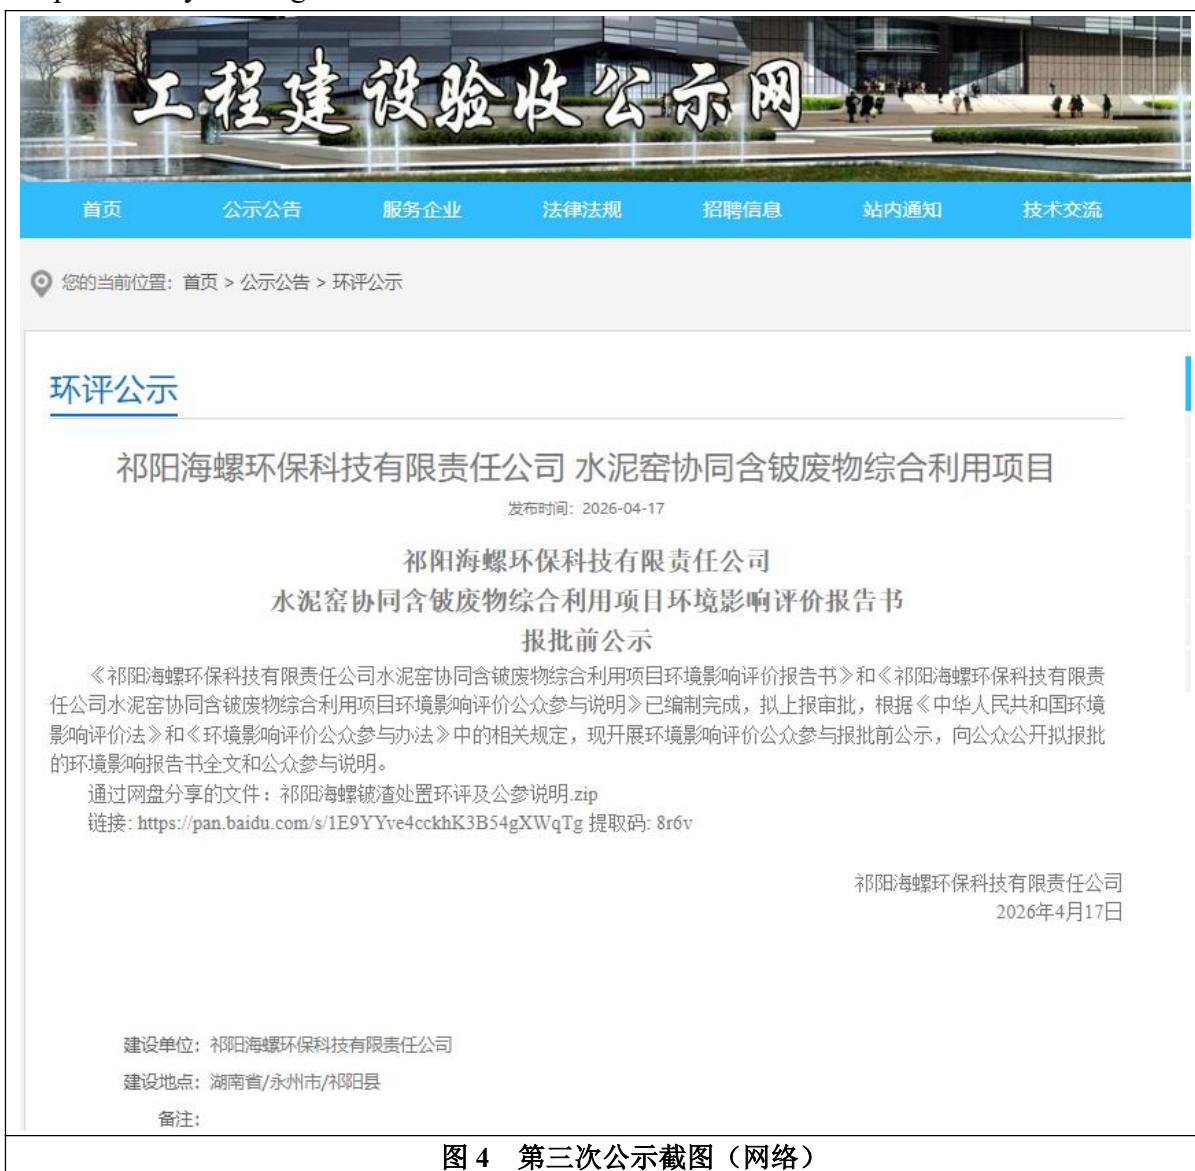 工程建设验收公示网
首页 公示公告 服务企业 法律法规 招聘信息 站内通知 技术交流
您的当前位置：首页 > 公示公告 > 环评公示
环评公示
祁阳海螺环保科技有限责任公司 水泥窑协同含铍废物综合利用项目
发布时间：2026-04-17
祁阳海螺环保科技有限责任公司
水泥窑协同含铍废物综合利用项目环境影响评价报告书
报批前公示
《祁阳海螺环保科技有限责任公司水泥窑协同含铍废物综合利用项目环境影响评价报告书》和《祁阳海螺环保科技有限责
任公司水泥窑协同含铍废物综合利用项目环境影响评价公众参与说明》已编制完成，拟上报审批，根据《中华人民共和国环境
影响评价法》和《环境影响评价公众参与办法》中的相关规定，现开展环境影响评价公众参与报批前公示，向公众公开拟报批
的环境影响报告书全文和公众参与说明。
通过网盘分享的文件：祁阳海螺铍渣处置环评及公参说明.zip
链接: https://pan.baidu.com/s/1E9YYve4cckhK3B54gXWqTg 提取码: 8r6v
祁阳海螺环保科技有限责任公司
2026年4月17日
建设单位：祁阳海螺环保科技有限责任公司
建设地点：湖南省/永州市/祁阳县
备注：
图 4 第三次公示截图（网络）